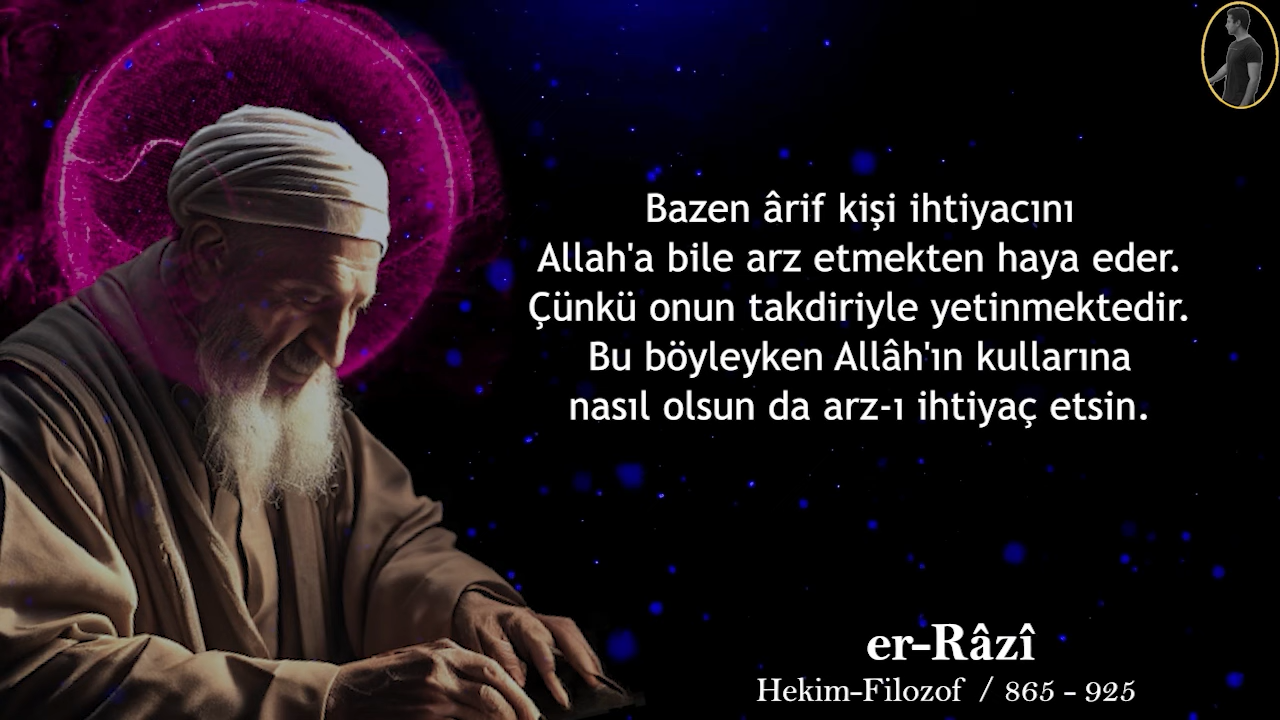 Bazen ârif kişi ihtiyacını
Allah'a bile arz etmekten haya eder.
Çünkü onun takdiriyle yetinmektedir.
Bu böyleyken Allâh'ın kullarına
nasıl olsun da arz-ı ihtiyaç etsin.
er-Râzî
Hekim-Filozof / 865 - 925